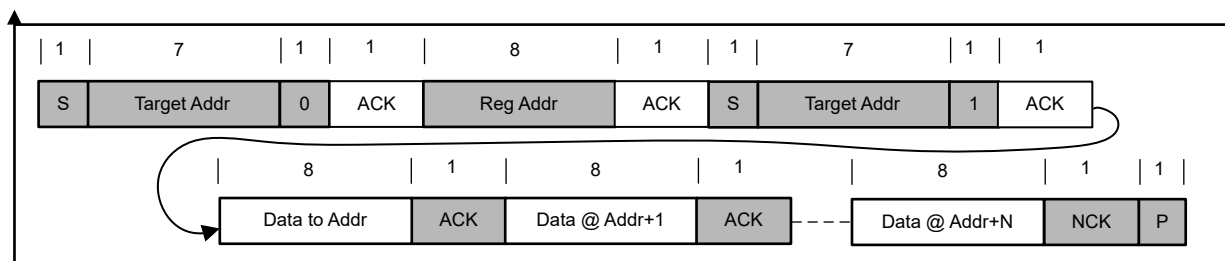 1 7 1 1 8 1 1 7 1 1
S Target Addr 0 ACK Reg Addr ACK S Target Addr 1 ACK
8 1 8 1 8 1 1
Data to Addr ACK Data @ Addr+1 ACK Data @ Addr+N NCK P